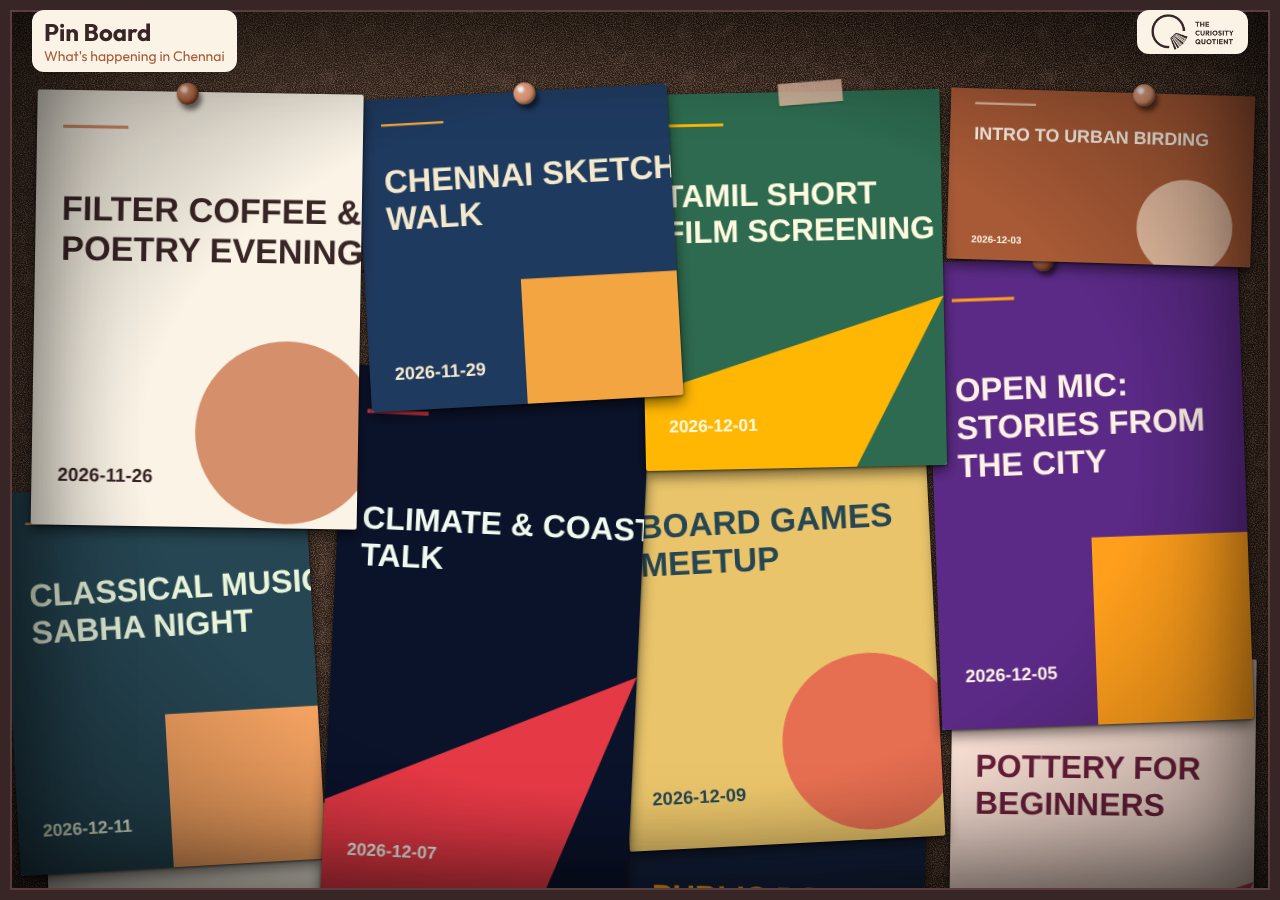 Pin Board
What's happening in Chennai
THE
CURIOSITY
QUOTIENT
FILTER COFFEE &
POETRY EVENING
2026-11-26
CHENNAI SKETCH
WALK
2026-11-29
TAMIL SHORT
FILM SCREENING
2026-12-01
INTRO TO URBAN BIRDING
2026-12-03
OPEN MIC:
STORIES FROM
THE CITY
2026-12-05
CLASSICAL MUSIC
SABHA NIGHT
2026-12-11
CLIMATE & COAST
TALK
2026-12-07
BOARD GAMES
MEETUP
2026-12-09
POTTERY FOR
BEGINNERS